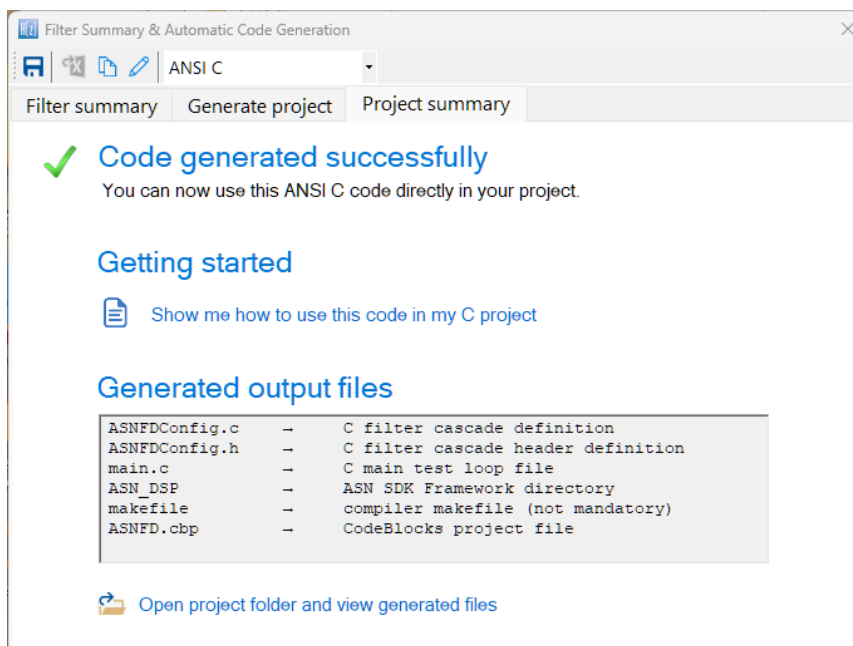 Filter Summary & Automatic Code Generation
ANSI C
Filter summary Generate project Project summary
Code generated successfully
You can now use this ANSI C code directly in your project.
Getting started
Show me how to use this code in my C project
Generated output files
ASNFDConfig.c → C filter cascade definition
ASNFDConfig.h → C filter cascade header definition
main.c → C main test loop file
ASN_DSP → ASN SDK Framework directory
makefile → compiler makefile (not mandatory)
ASNFD.cbp → CodeBlocks project file
Open project folder and view generated files